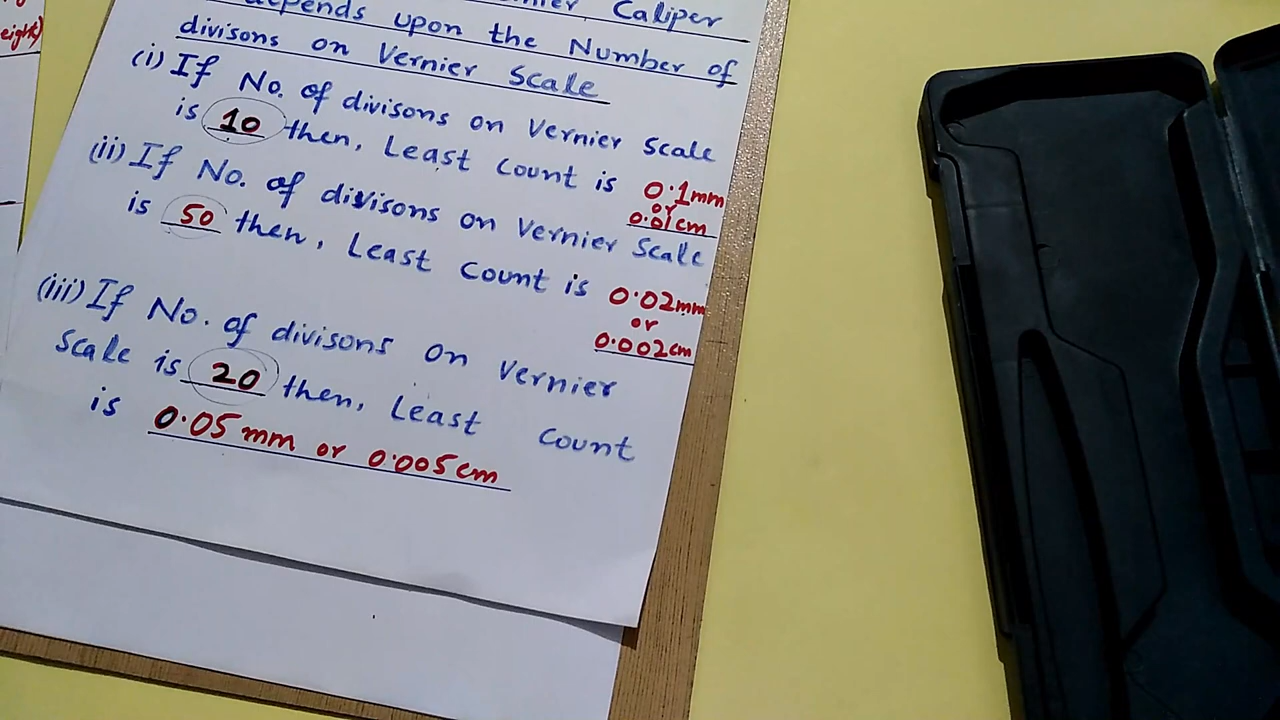 eight)
Caliper
depends upon the Number of
divisons on Vernier Scale
(i) If No. of divisons on Vernier Scale
is 10 then, Least Count is 0.1mm
or
0.01cm
(ii) If No. of divisons on Vernier Scale
is 50 then, Least Count is 0.02mm
or
0.002cm
(iii) If No. of divisons on Vernier
Scale is 20 then, Least Count
is 0.05mm or 0.005cm